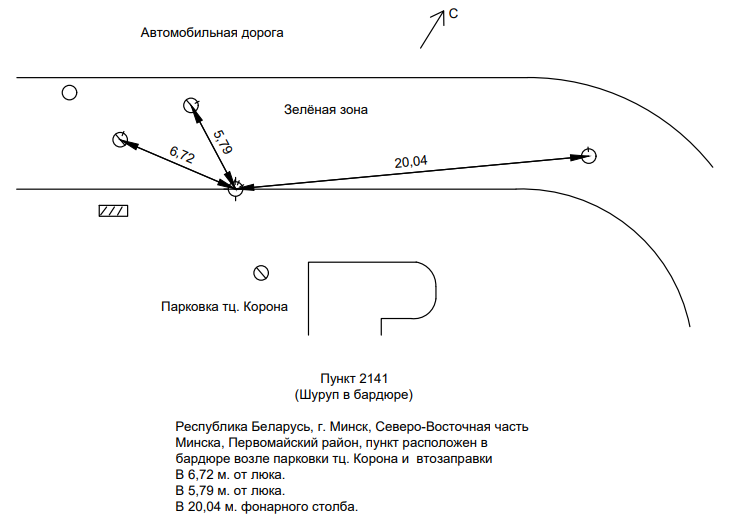 Автомобильная дорога
С
Зелёная зона
5,79
6,72
20,04
Парковка тц. Корона
Пункт 2141
(Шуруп в бардюре)
Республика Беларусь, г. Минск, Северо-Восточная часть
Минска, Первомайский район, пункт расположен в
бардюре возле парковки тц. Корона и  втозаправки
В 6,72 м. от люка.
В 5,79 м. от люка.
В 20,04 м. фонарного столба.